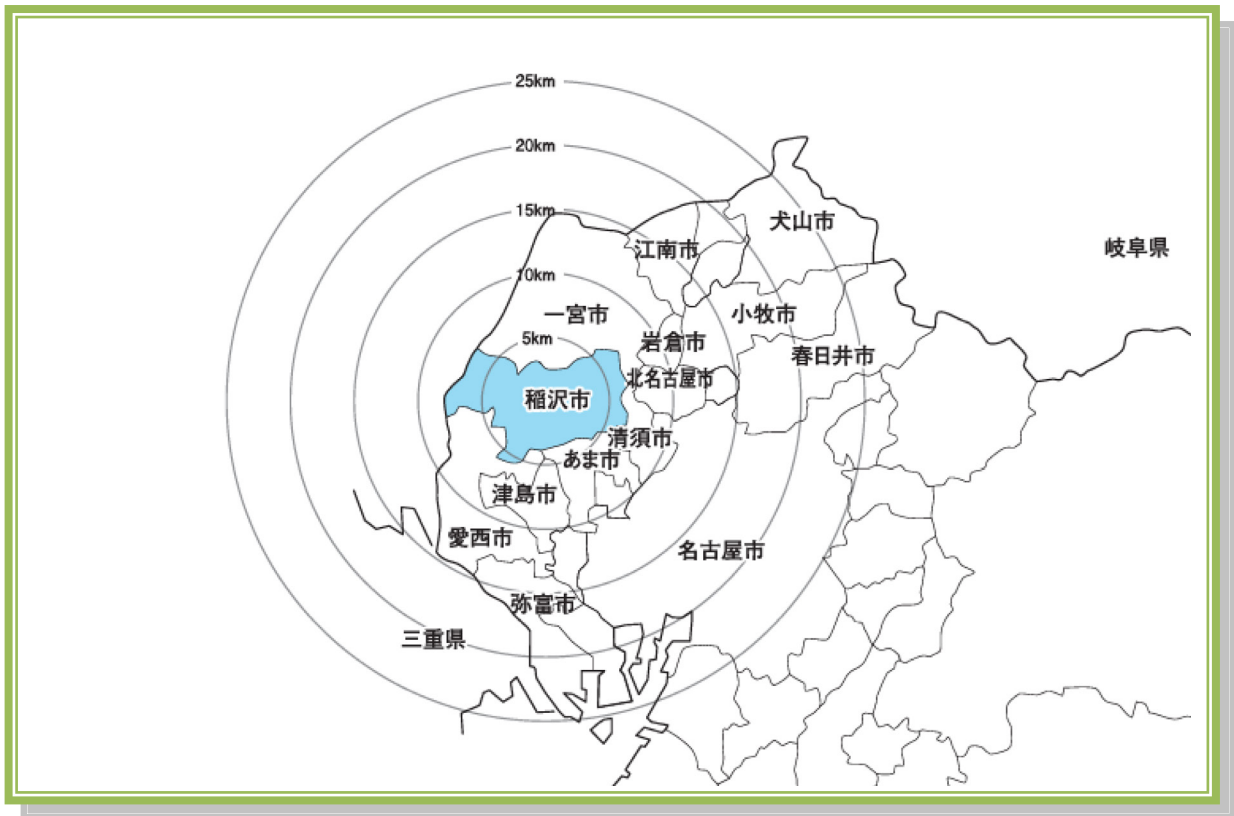 25km
20km
15km
犬山市
江南市
岐阜県
10km
一宮市
小牧市
5km
岩倉市
春日井市
北名古屋市
稲沢市
清須市
あま市
津島市
愛西市
名古屋市
弥富市
三重県